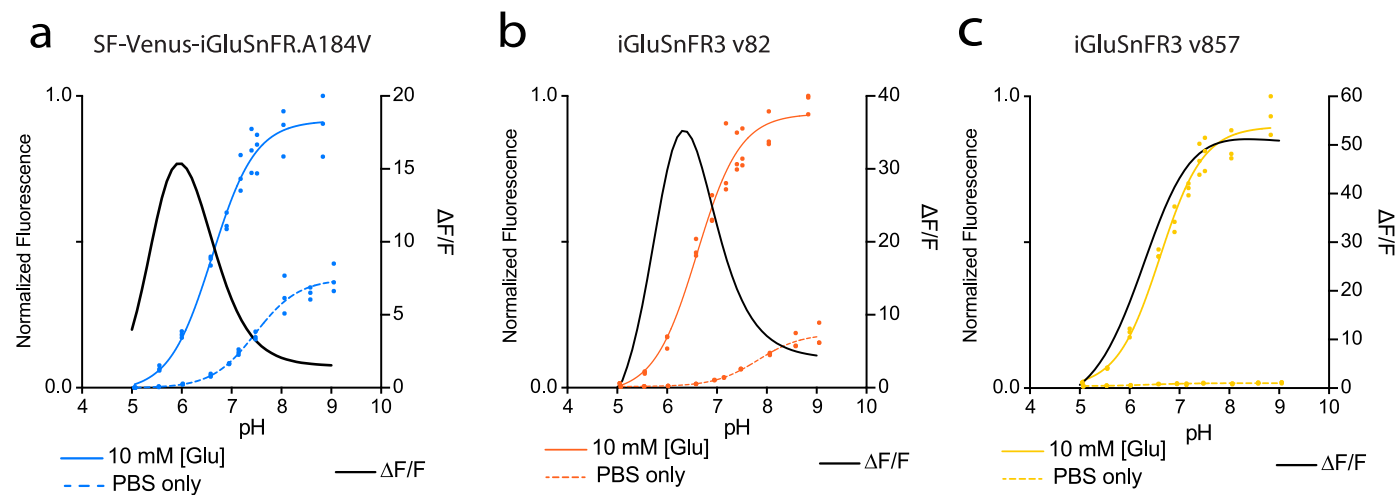 a
SF-Venus-iGluSnFR.A184V
1.0
0.0
Normalized Fluorescence
20
15
10
5
0
ΔF/F
4 5 6 7 8 9 10
pH
10 mM [Glu]
PBS only
ΔF/F
b
iGluSnFR3 v82
1.0
0.0
Normalized Fluorescence
40
30
20
10
0
ΔF/F
4 5 6 7 8 9 10
pH
10 mM [Glu]
PBS only
ΔF/F
c
iGluSnFR3 v857
1.0
0.0
Normalized Fluorescence
60
50
40
30
20
10
0
ΔF/F
4 5 6 7 8 9 10
pH
10 mM [Glu]
PBS only
ΔF/F